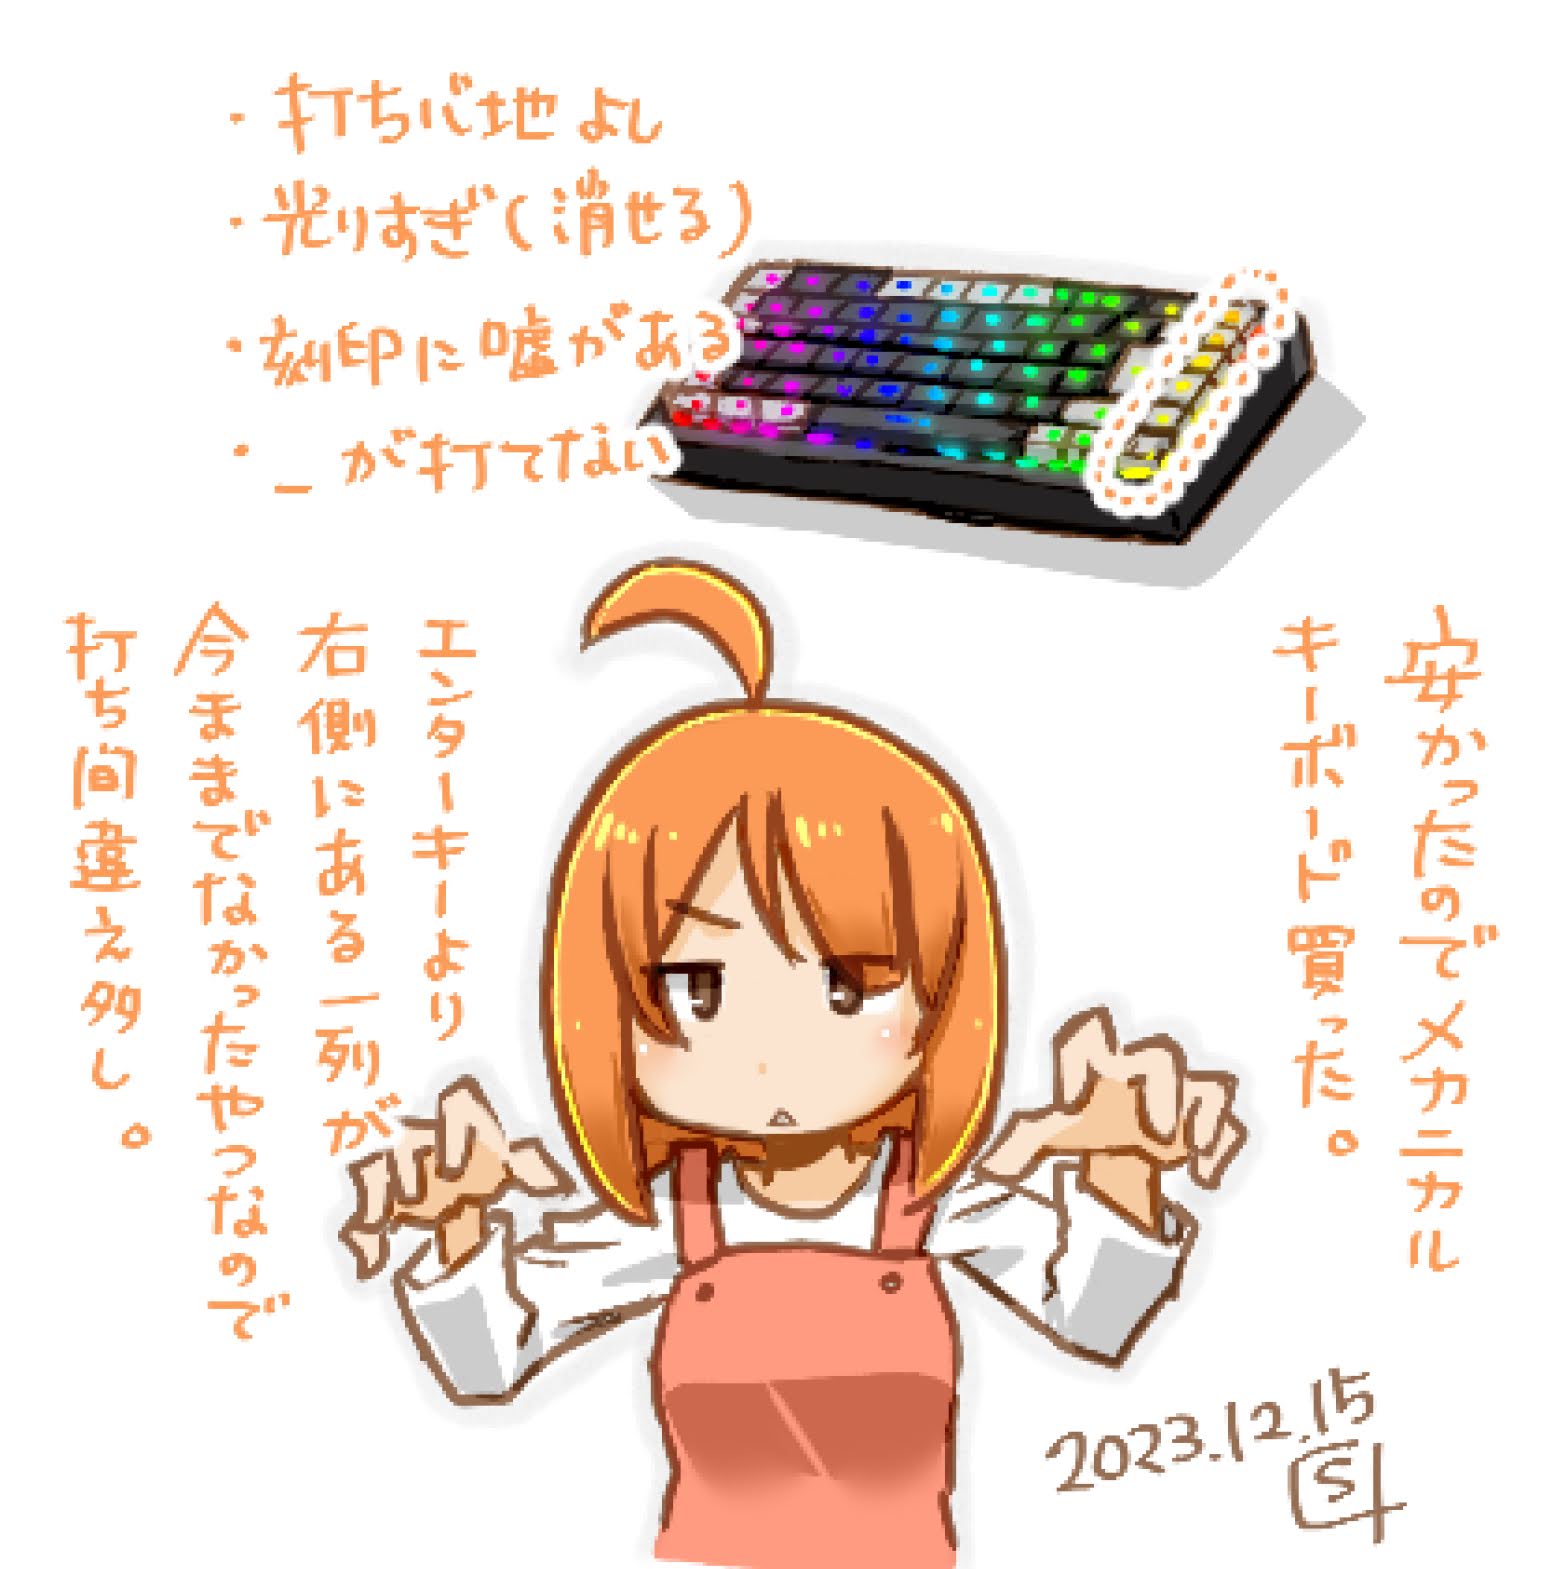 ・打ち心地よし
・光りすぎ(消せる)
・刻印に嘘がある
・_が打てない
安かったのでメカニカル
キーボード買った。
エンターキーより
右側にある一列が
今ままでなかったやつなので
打ち間違え多し。
2023.12.15
S